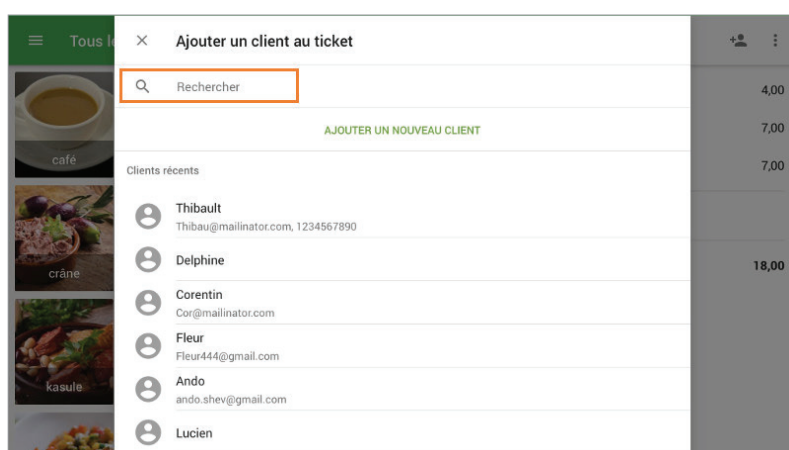 Tous le
Ajouter un client au ticket
Rechercher
4,00
AJOUTER UN NOUVEAU CLIENT
7,00
café
7,00
Clients récents
Thibault
Thibau@mailinator.com, 1234567890
Delphine
18,00
crâne
Corentin
Cor@mailinator.com
Fleur
Fleur444@gmail.com
Ando
kasule
ando.shev@gmail.com
Lucien